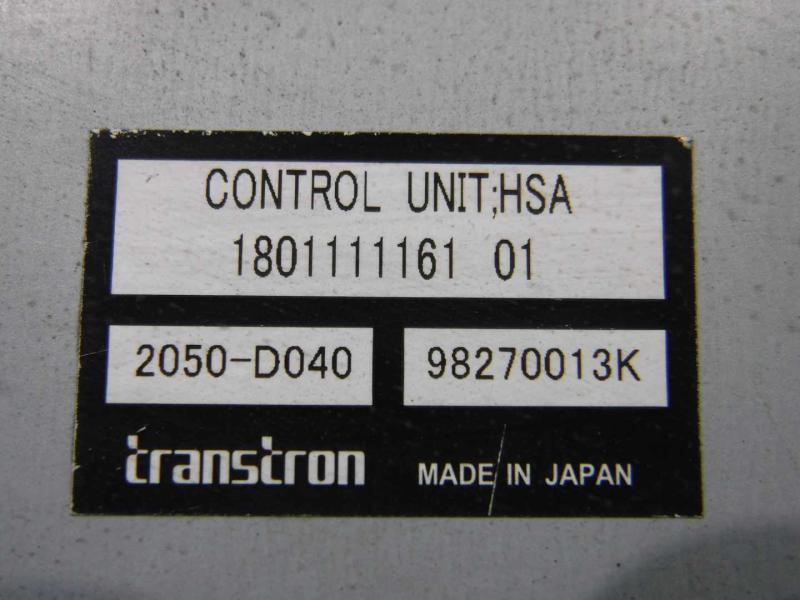 CONTROL UNIT;HSA
1801111161 01
2050-D040
98270013K
transtron
MADE IN JAPAN